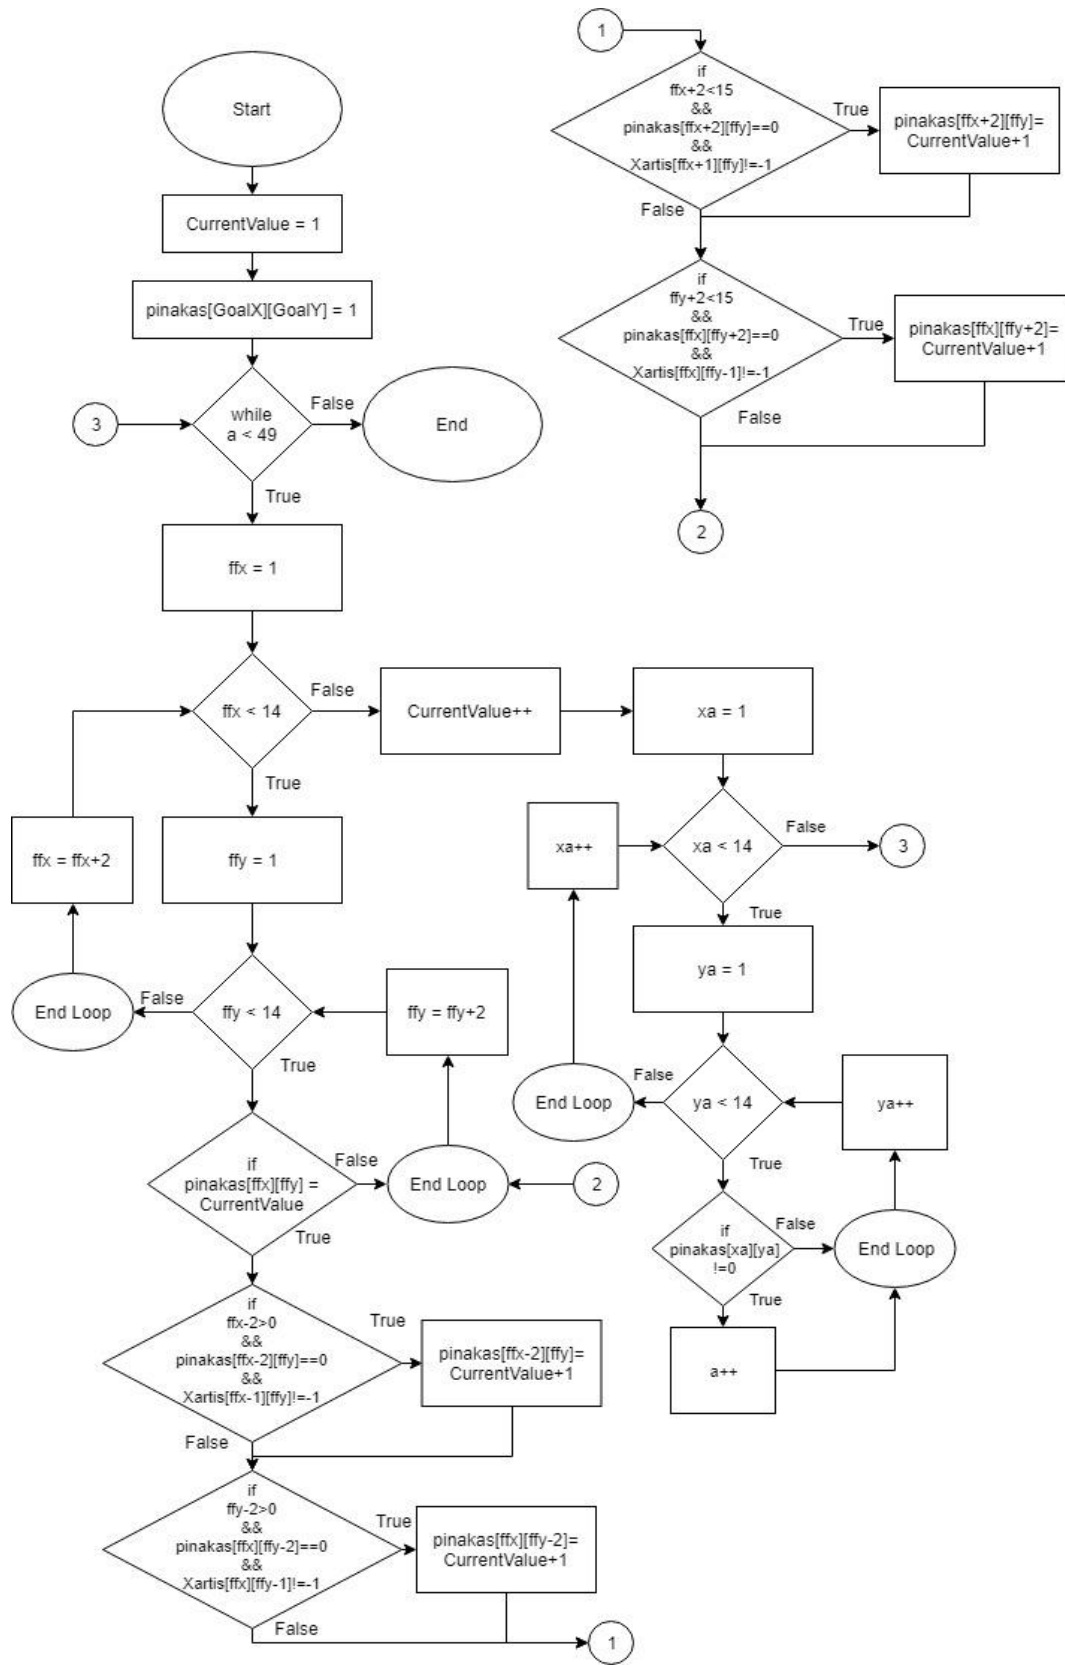 Start
CurrentValue = 1
pinakas[GoalX][GoalY] = 1
3
while
a < 49
False
End
True
ffx = 1
ffx < 14
False
CurrentValue++
xa = 1
True
ffx = ffx+2
ffy = 1
xa++
xa < 14
False
3
True
ya = 1
End Loop
False
ffy < 14
ffy = ffy+2
True
End Loop
False
ya < 14
ya++
True
if
pinakas[ffx][ffy] =
CurrentValue
False
End Loop
2
True
if
pinakas[xa][ya]
!=0
False
End Loop
True
a++
if
ffx-2>0
&&
pinakas[ffx-2][ffy]==0
&&
Xartis[ffx-1][ffy]!=-1
True
pinakas[ffx-2][ffy]=
CurrentValue+1
False
if
ffy-2>0
&&
pinakas[ffx][ffy-2]==0
&&
Xartis[ffx][ffy-1]!=-1
True
pinakas[ffx][ffy-2]=
CurrentValue+1
False
1
1
if
ffx+2<15
&&
pinakas[ffx+2][ffy]==0
&&
Xartis[ffx+1][ffy]!=-1
True
pinakas[ffx+2][ffy]=
CurrentValue+1
False
if
ffy+2<15
&&
pinakas[ffx][ffy+2]==0
&&
Xartis[ffx][ffy-1]!=-1
True
pinakas[ffx][ffy+2]=
CurrentValue+1
False
2